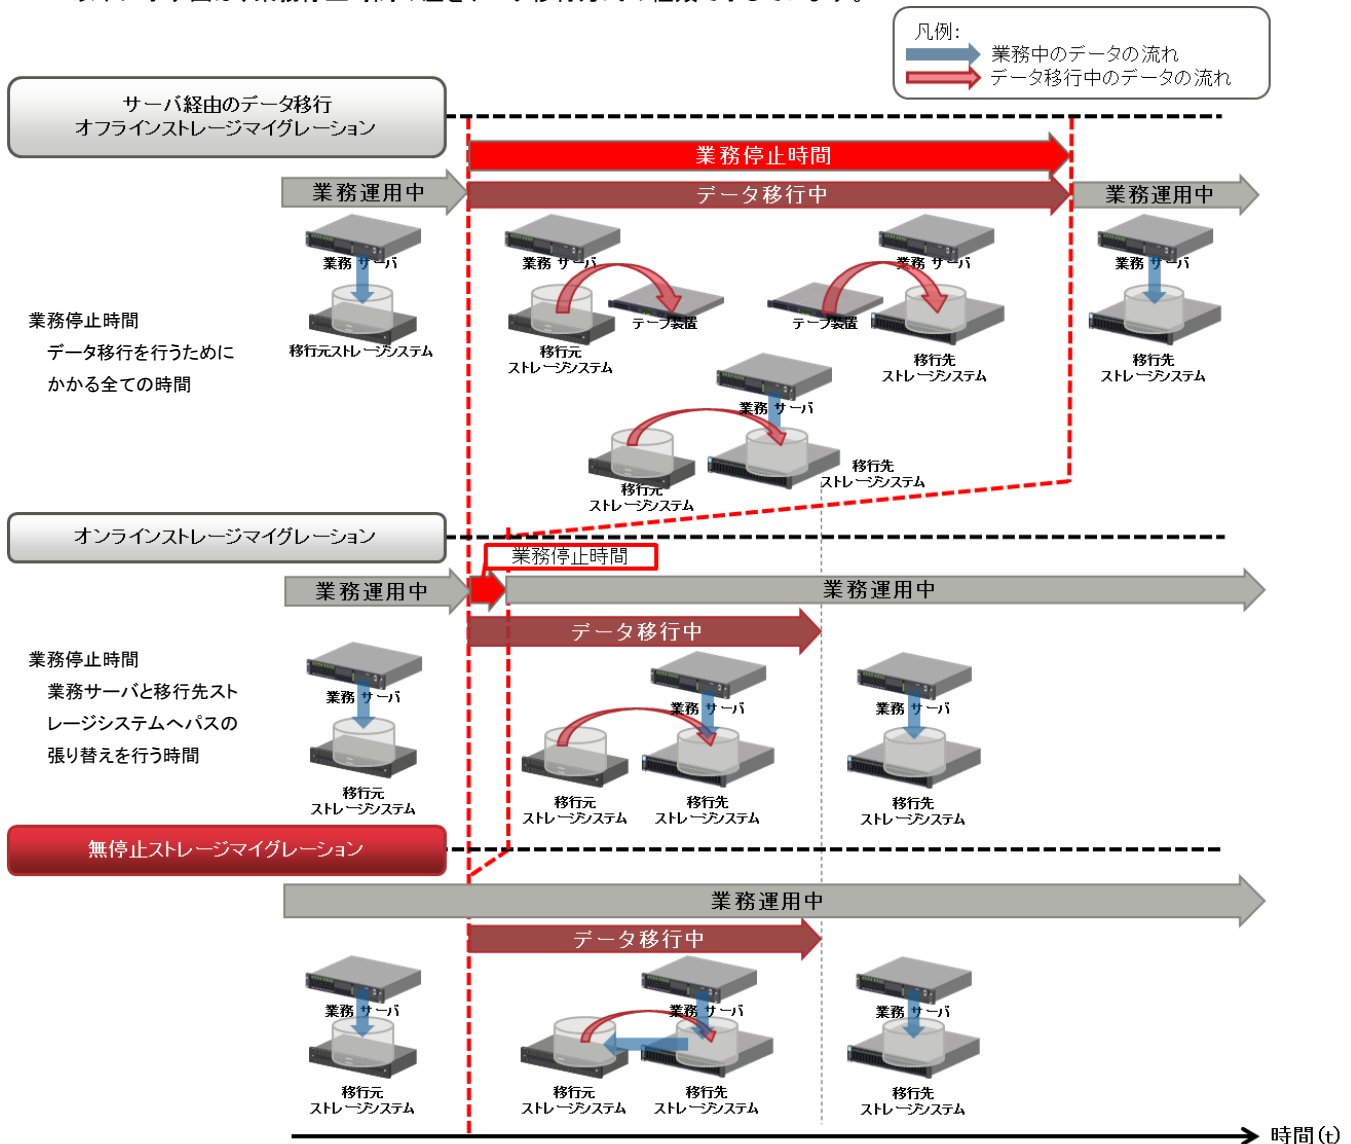 凡例:
業務中のデータの流れ
データ移行中のデータの流れ
サーバ経由のデータ移行
オフラインストレージマイグレーション
業務停止時間
業務運用中
データ移行中
業務運用中
業務 サーバ
業務 サーバ
業務 サーバ
業務 サーバ
テープ装置
テープ装置
移行元ストレージシステム
移行元
ストレージシステム
移行先
ストレージシステム
移行先
ストレージシステム
業務停止時間
データ移行を行うために
かかる全ての時間
業務 サーバ
移行元
ストレージシステム
移行先
ストレージシステム
オンラインストレージマイグレーション
業務停止時間
業務運用中
業務運用中
データ移行中
業務停止時間
業務サーバと移行先スト
レージシステムへパスの
張り替えを行う時間
業務 サーバ
業務 サーバ
業務 サーバ
移行元
ストレージシステム
移行元
ストレージシステム
移行先
ストレージシステム
移行先
ストレージシステム
無停止ストレージマイグレーション
業務運用中
データ移行中
業務 サーバ
業務 サーバ
業務 サーバ
移行元
ストレージシステム
移行元
ストレージシステム
移行先
ストレージシステム
移行先
ストレージシステム
時間(t)